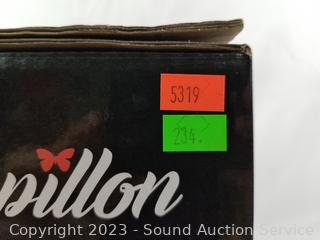 5319
234.
pillon
Copyright © 2023 - Sound Auction Service